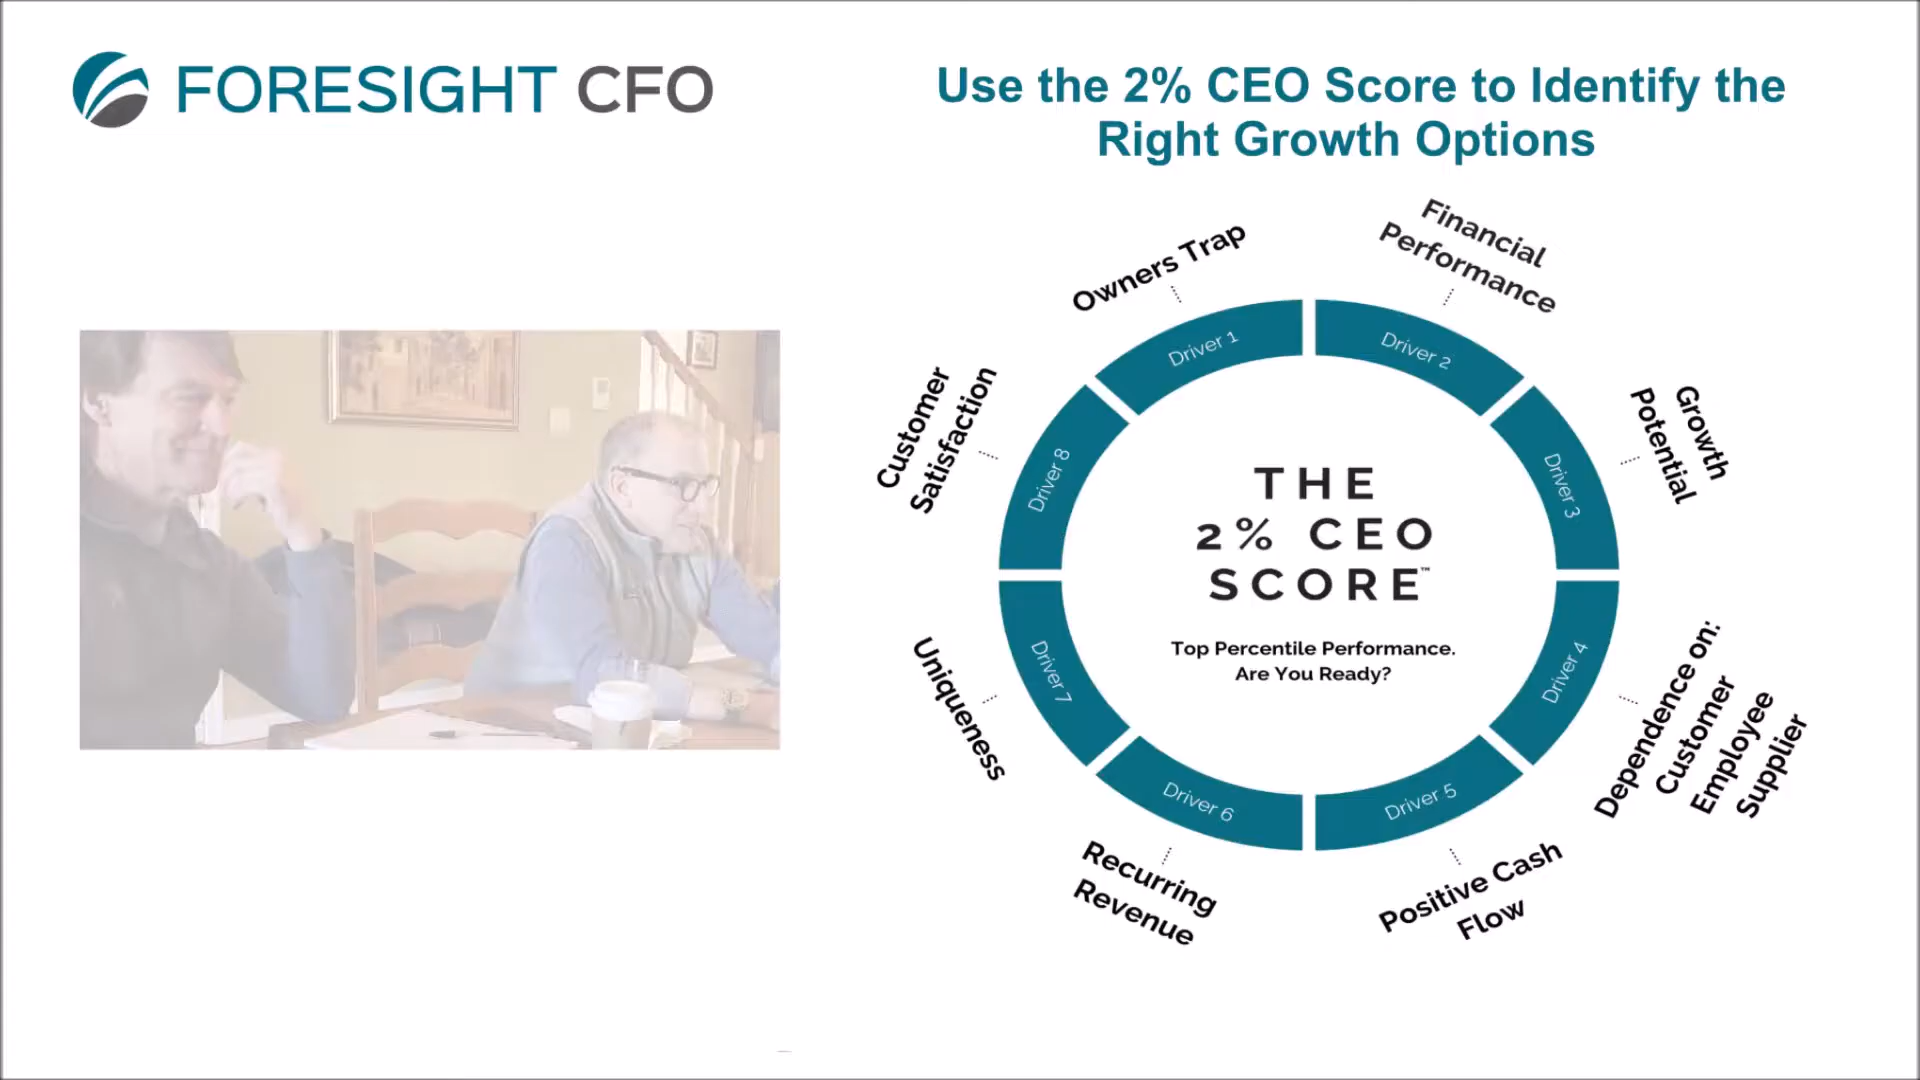 FORESIGHT CFO
Use the 2% CEO Score to Identify the
Right Growth Options
Owners Trap
Financial
Performance
Growth
Potential
Dependence on:
Customer
Employee
Supplier
Positive Cash
Flow
Recurring
Revenue
Uniqueness
Customer
Satisfaction
Driver 1
Driver 2
Driver 3
Driver 4
Driver 5
Driver 6
Driver 7
Driver 8
THE
2% CEO
SCORE™
Top Percentile Performance.
Are You Ready?